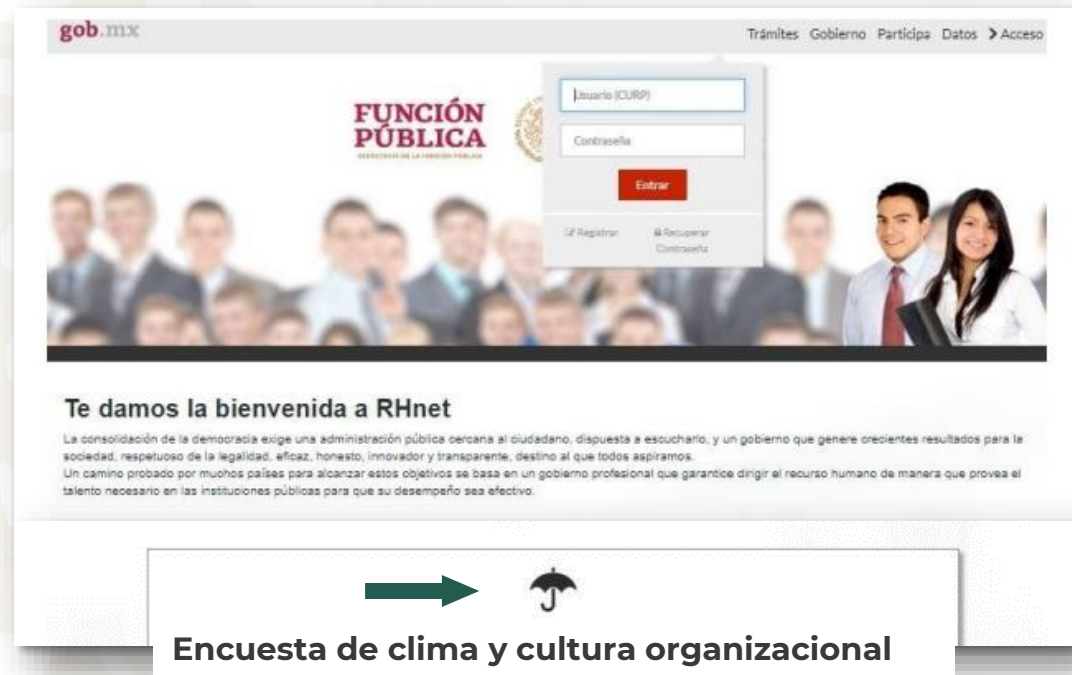 gob.mx
Trámites Gobierno Participa Datos Acceso
Usuario (CURP)
Contraseña
Entrar
Registrar
Recuperar
Contraseña
FUNCIÓN
PÚBLICA
SECRETARÍA DE LA FUNCIÓN PÚBLICA
Te damos la bienvenida a RHnet
La consolidación de la democracia exige una administración pública cercana al ciudadano, dispuesta a escucharlo, y un gobierno que genere crecientes resultados para la
sociedad, respetuoso de la legalidad, eficaz, honesto, innovador y transparente, destino al que todos aspiramos.
Un camino probado por muchos países para alcanzar estos objetivos se basa en un gobierno profesional que garantice dirigir el recurso humano de manera que provea el
talento necesario en las instituciones públicas para que su desempeño sea efectivo.
Encuesta de clima y cultura organizacional